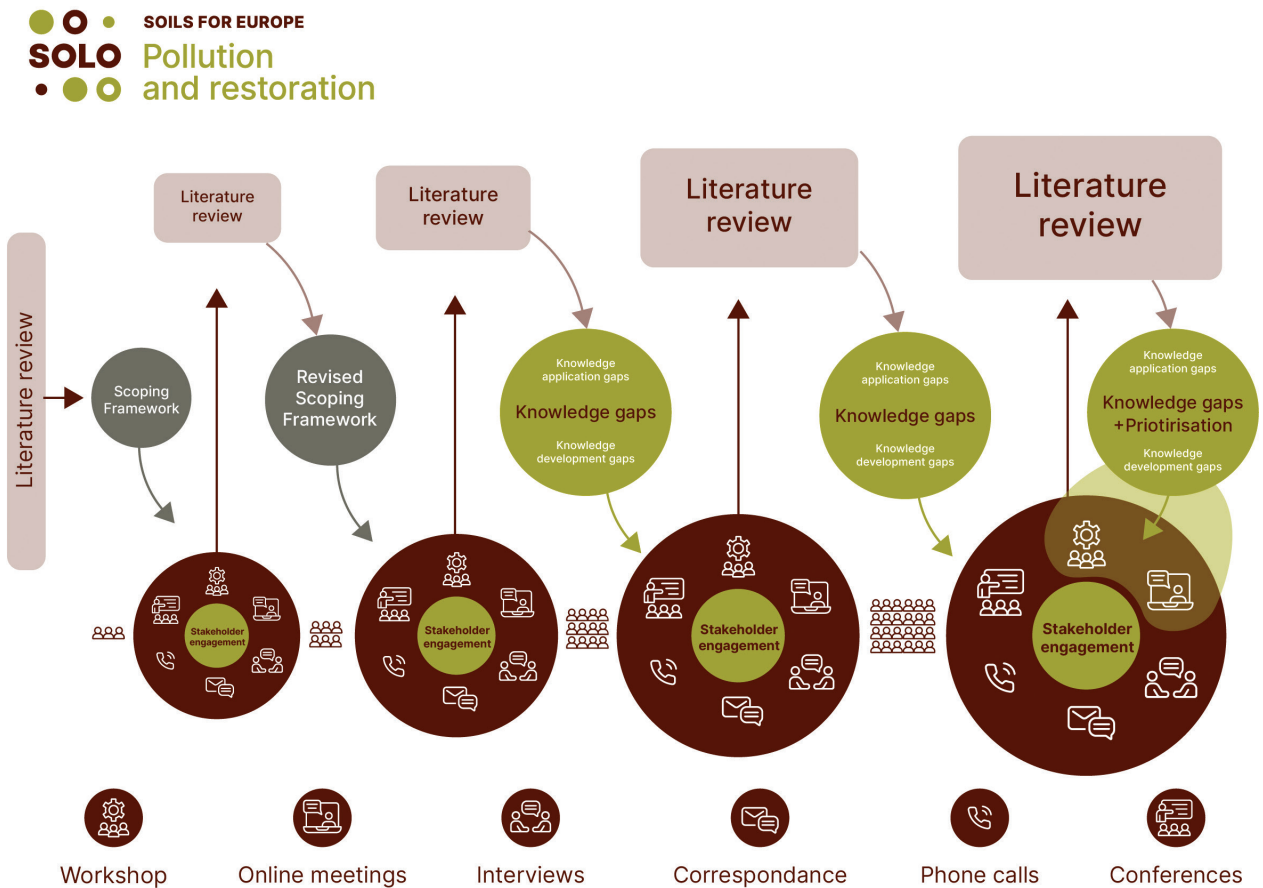 SOILS FOR EUROPE
SOLO
Pollution
and restoration
Literature review
Scoping
Framework
Literature
review
Revised
Scoping
Framework
Literature
review
Knowledge
application gaps
Knowledge gaps
Knowledge
development gaps
Literature
review
Knowledge
application gaps
Knowledge gaps
Knowledge
development gaps
Literature
review
Knowledge
application gaps
Knowledge gaps
+Priotirisation
Knowledge
development gaps
Stakeholder
engagement
Stakeholder
engagement
Stakeholder
engagement
Stakeholder
engagement
Workshop
Online meetings
Interviews
Correspondance
Phone calls
Conferences